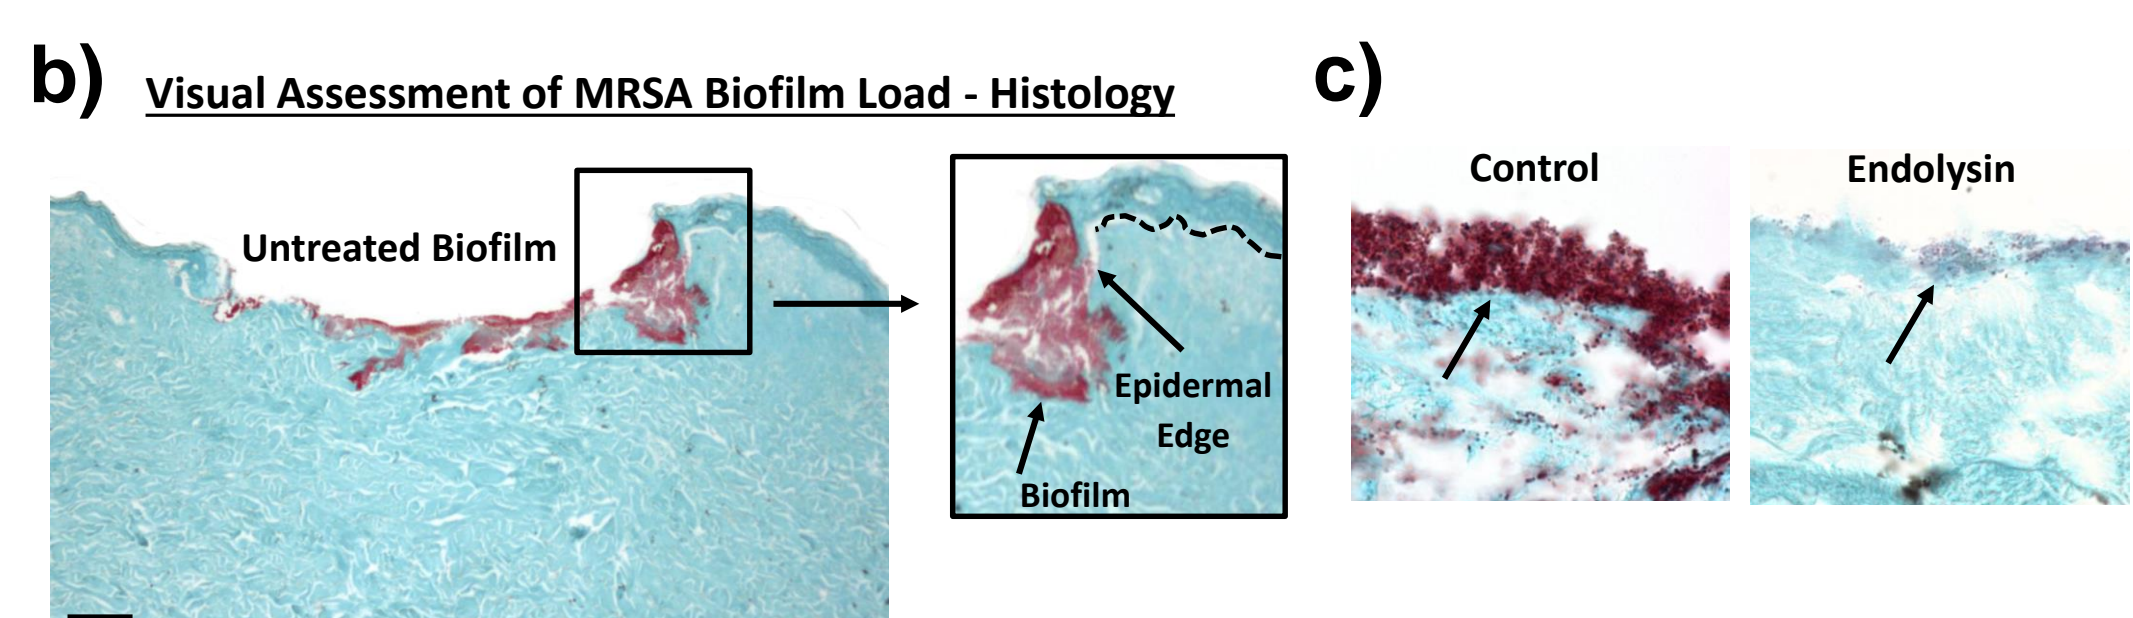 b)
Visual Assessment of MRSA Biofilm Load - Histology
Untreated Biofilm
Epidermal
Edge
Biofilm
c)
Control
Endolysin